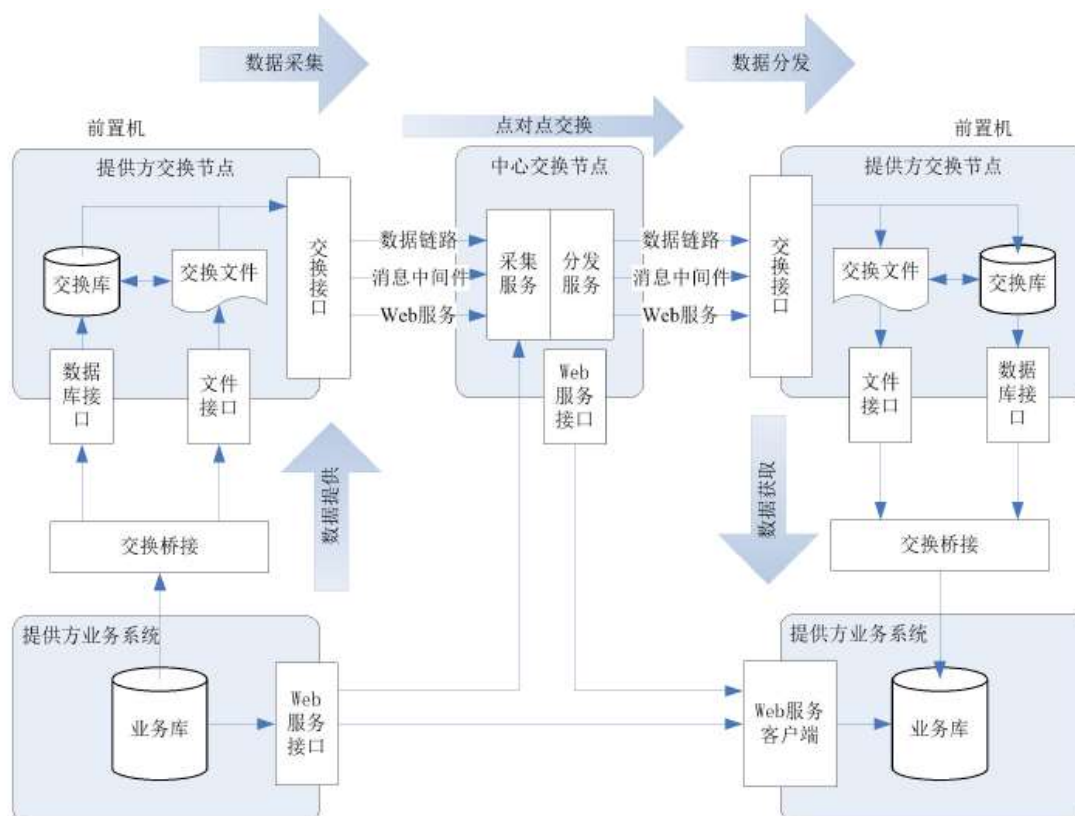 数据采集
数据分发
点对点交换
前置机
前置机
提供方交换节点
中心交换节点
提供方交换节点
交换库
交换文件
交换接口
数据链路
消息中间件
Web服务
采集
服务
分发
服务
数据链路
消息中间件
Web服务
交换接口
交换文件
交换库
数据
库接
口
文件
接口
Web
服务
接口
文件
接口
数据
库接
口
数据提供
数据获取
交换桥接
交换桥接
提供方业务系统
提供方业务系统
业务库
Web
服务
接口
Web服务
客户端
业务库